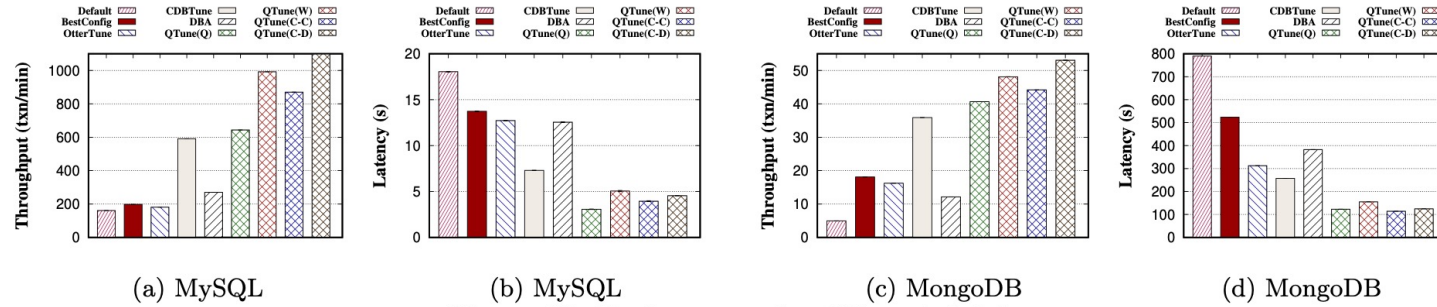 Default CDBTune QTune(W)
BestConfig DBA QTune(C-C)
OtterTune QTune(Q) QTune(C-D)
Throughput (txn/min)
1000
800
600
400
200
0
(a) MySQL
Default CDBTune QTune(W)
BestConfig DBA QTune(C-C)
OtterTune QTune(Q) QTune(C-D)
Latency (s)
20
15
10
5
0
(b) MySQL
Default CDBTune QTune(W)
BestConfig DBA QTune(C-C)
OtterTune QTune(Q) QTune(C-D)
Throughput (txn/min)
50
40
30
20
10
0
(c) MongoDB
Default CDBTune QTune(W)
BestConfig DBA QTune(C-C)
OtterTune QTune(Q) QTune(C-D)
Latency (s)
800
700
600
500
400
300
200
100
0
(d) MongoDB